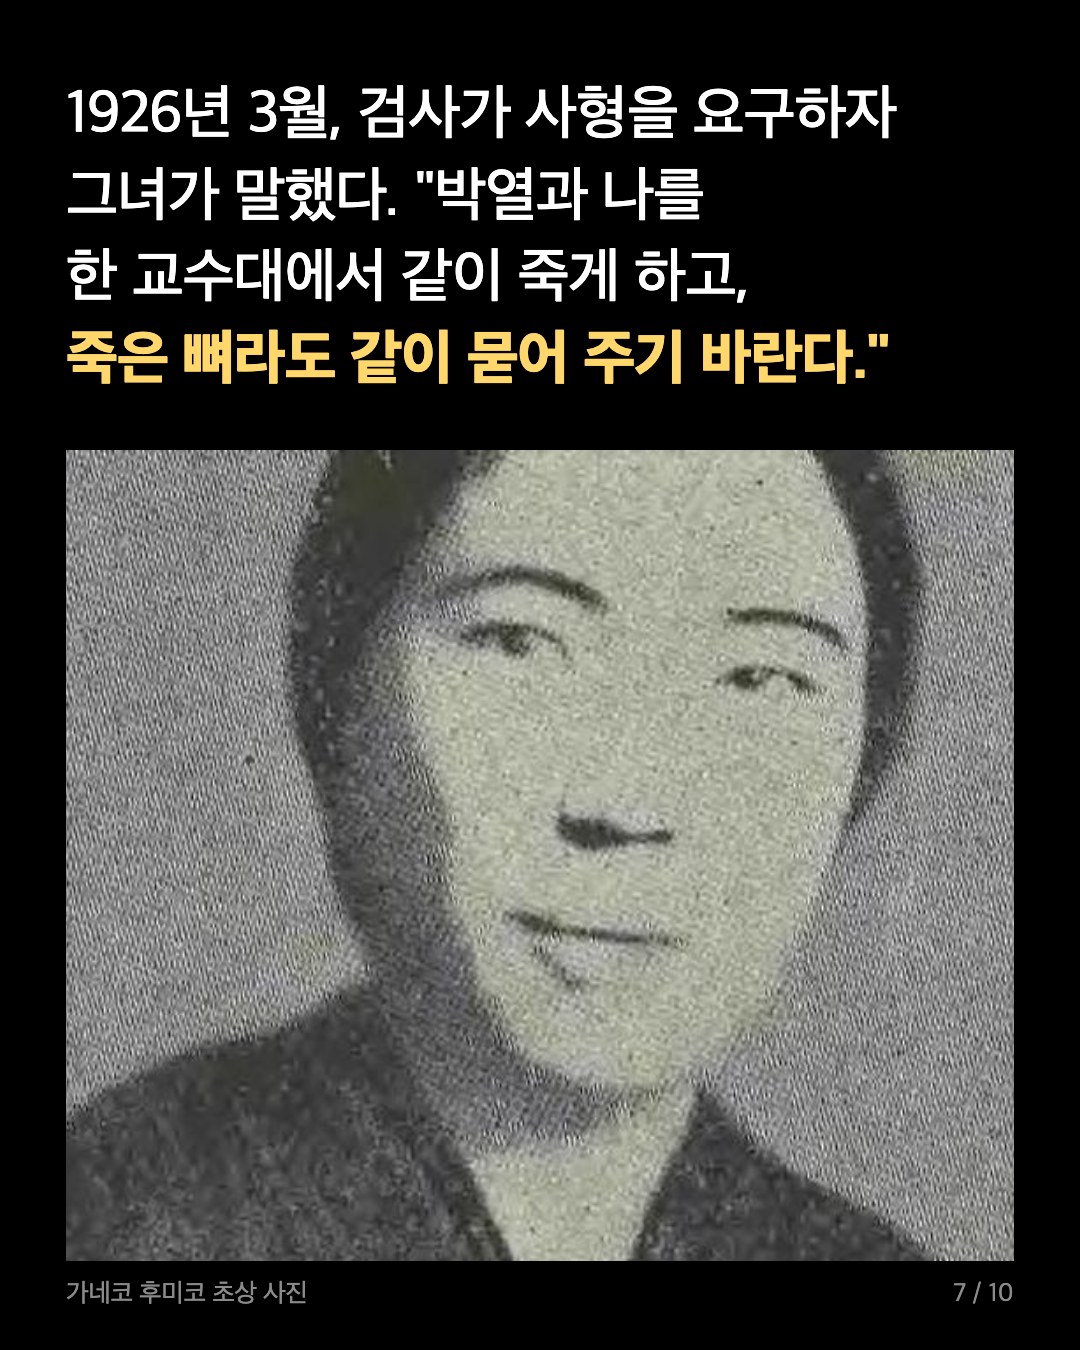 1926년 3월, 검사가 사형을 요구하자
그녀가 말했다. "박열과 나를
한 교수대에서 같이 죽게 하고,
죽은 뼈라도 같이 묻어 주기 바란다."
가네코 후미코 초상 사진
7 / 10